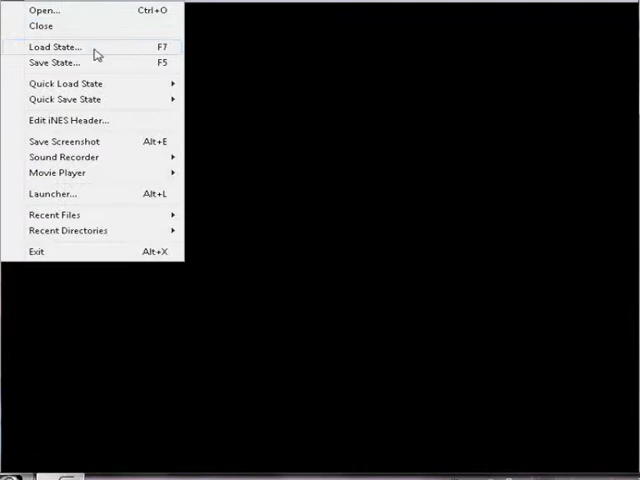 Open... Ctrl+O
Close
Load State... F7
Save State... F5
Quick Load State
Quick Save State
Edit iNES Header...
Save Screenshot Alt+E
Sound Recorder
Movie Player
Launcher... Alt+L
Recent Files
Recent Directories
Exit Alt+X